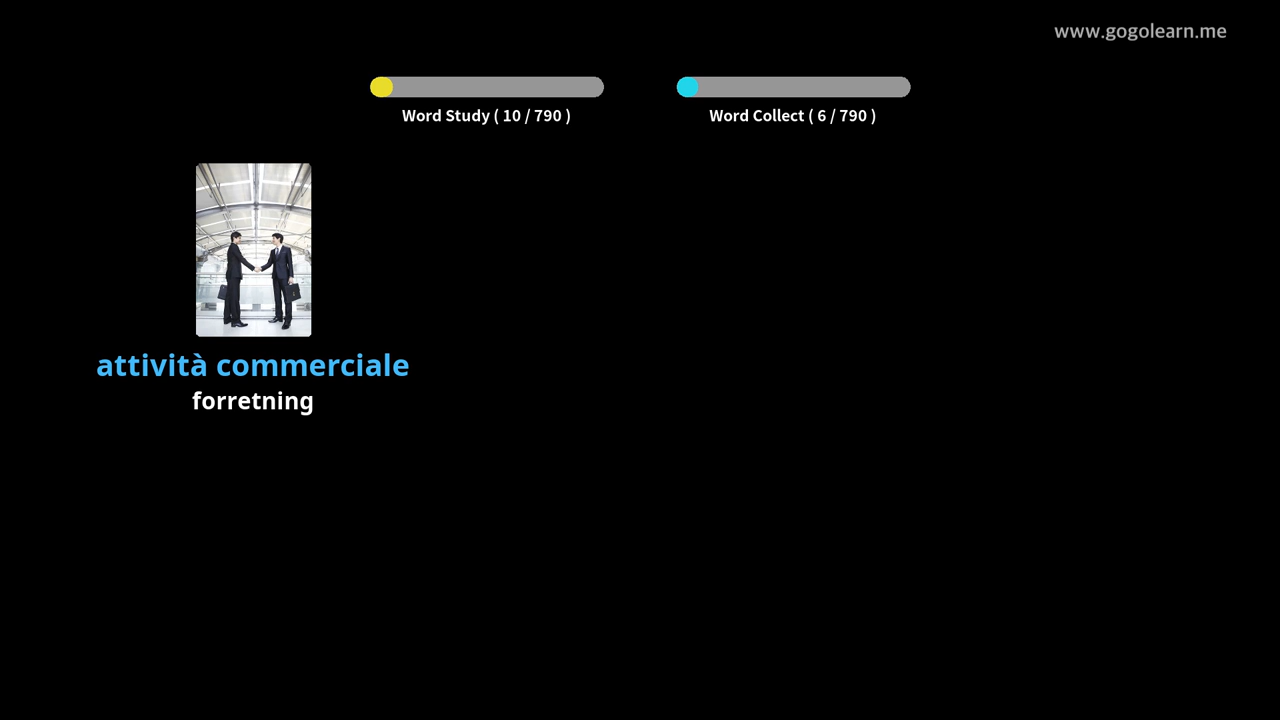 www.gogolearn.me
Word Study ( 10 / 790 )
Word Collect ( 6 / 790 )
attività commerciale
forretning